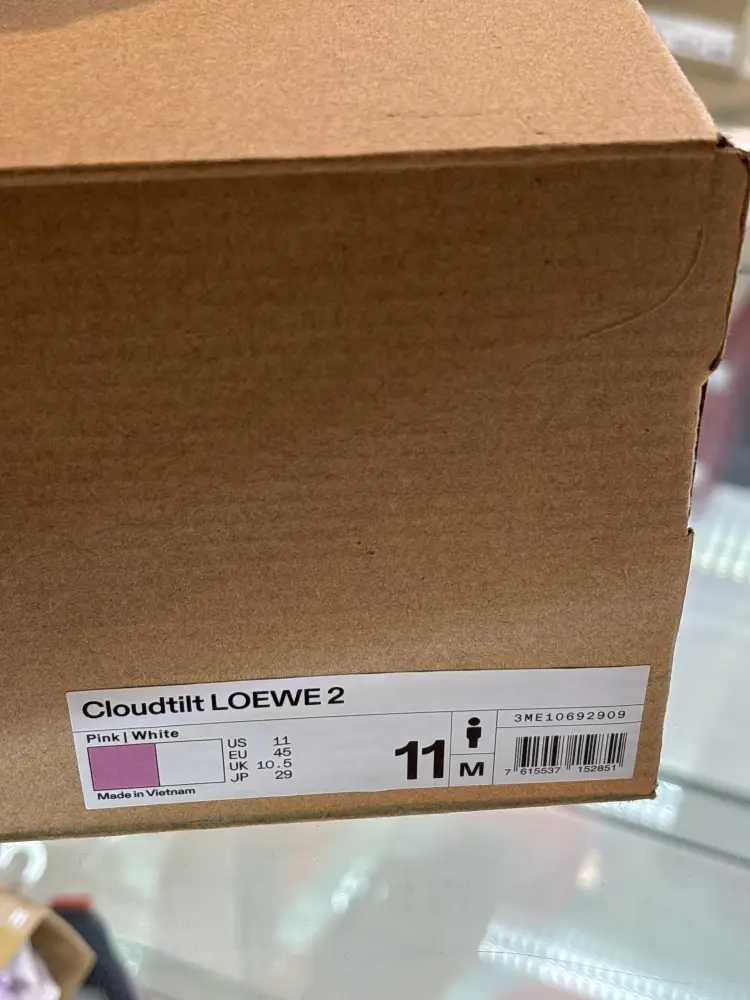 Cloudtilt LOEWE 2
Pink | White
US 11
EU 45
UK 10.5
JP 29
Made in Vietnam
11
M
3ME10692909
7 615537 152851